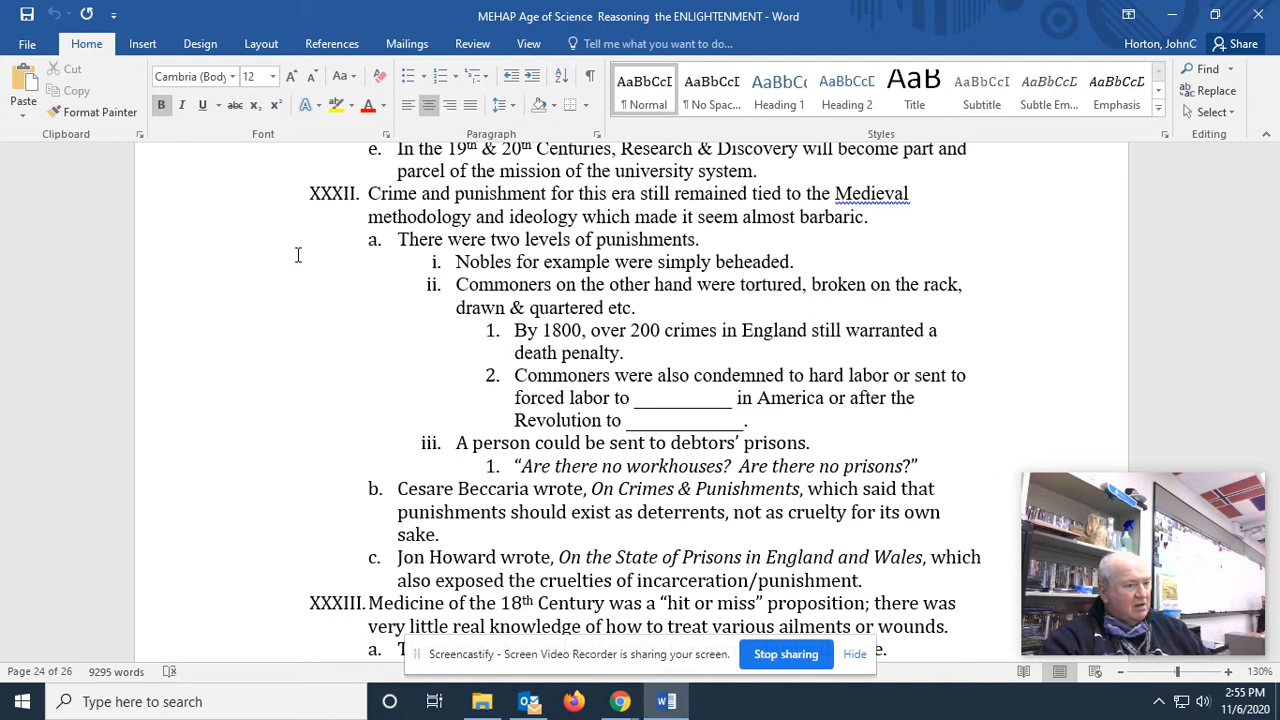 MEHAP Age of Science Reasoning the ENLIGHTENMENT - Word
File Home Insert Design Layout References Mailings Review View Tell me what you want to do... Horton, JohnC Share
Paste Cut Copy Format Painter
Cambria (Body 12
AaBbCcI AaBbCcI AaBbCc AaBbCcI AaB AaBbCcI AaBbCcI AaBbCcI
¶ Normal ¶ No Spac... Heading 1 Heading 2 Title Subtitle Subtle Em... Emphasis
Find Replace Select
Clipboard Font Paragraph Styles Editing
e. In the 19th & 20th Centuries, Research & Discovery will become part and
parcel of the mission of the university system.
XXXII. Crime and punishment for this era still remained tied to the Medieval
methodology and ideology which made it seem almost barbaric.
a. There were two levels of punishments.
i. Nobles for example were simply beheaded.
ii. Commoners on the other hand were tortured, broken on the rack,
drawn & quartered etc.
1. By 1800, over 200 crimes in England still warranted a
death penalty.
2. Commoners were also condemned to hard labor or sent to
forced labor to __________ in America or after the
Revolution to ____________.
iii. A person could be sent to debtors’ prisons.
1. “Are there no workhouses? Are there no prisons?”
b. Cesare Beccaria wrote, On Crimes & Punishments, which said that
punishments should exist as deterrents, not as cruelty for its own
sake.
c. Jon Howard wrote, On the State of Prisons in England and Wales, which
also exposed the cruelties of incarceration/punishment.
XXXIII. Medicine of the 18th Century was a “hit or miss” proposition; there was
very little real knowledge of how to treat various ailments or wounds.
a.
Screencastify - Screen Video Recorder is sharing your screen. Stop sharing Hide
Page 24 of 26 9295 words 130%
Type here to search
2:55 PM
11/6/2020